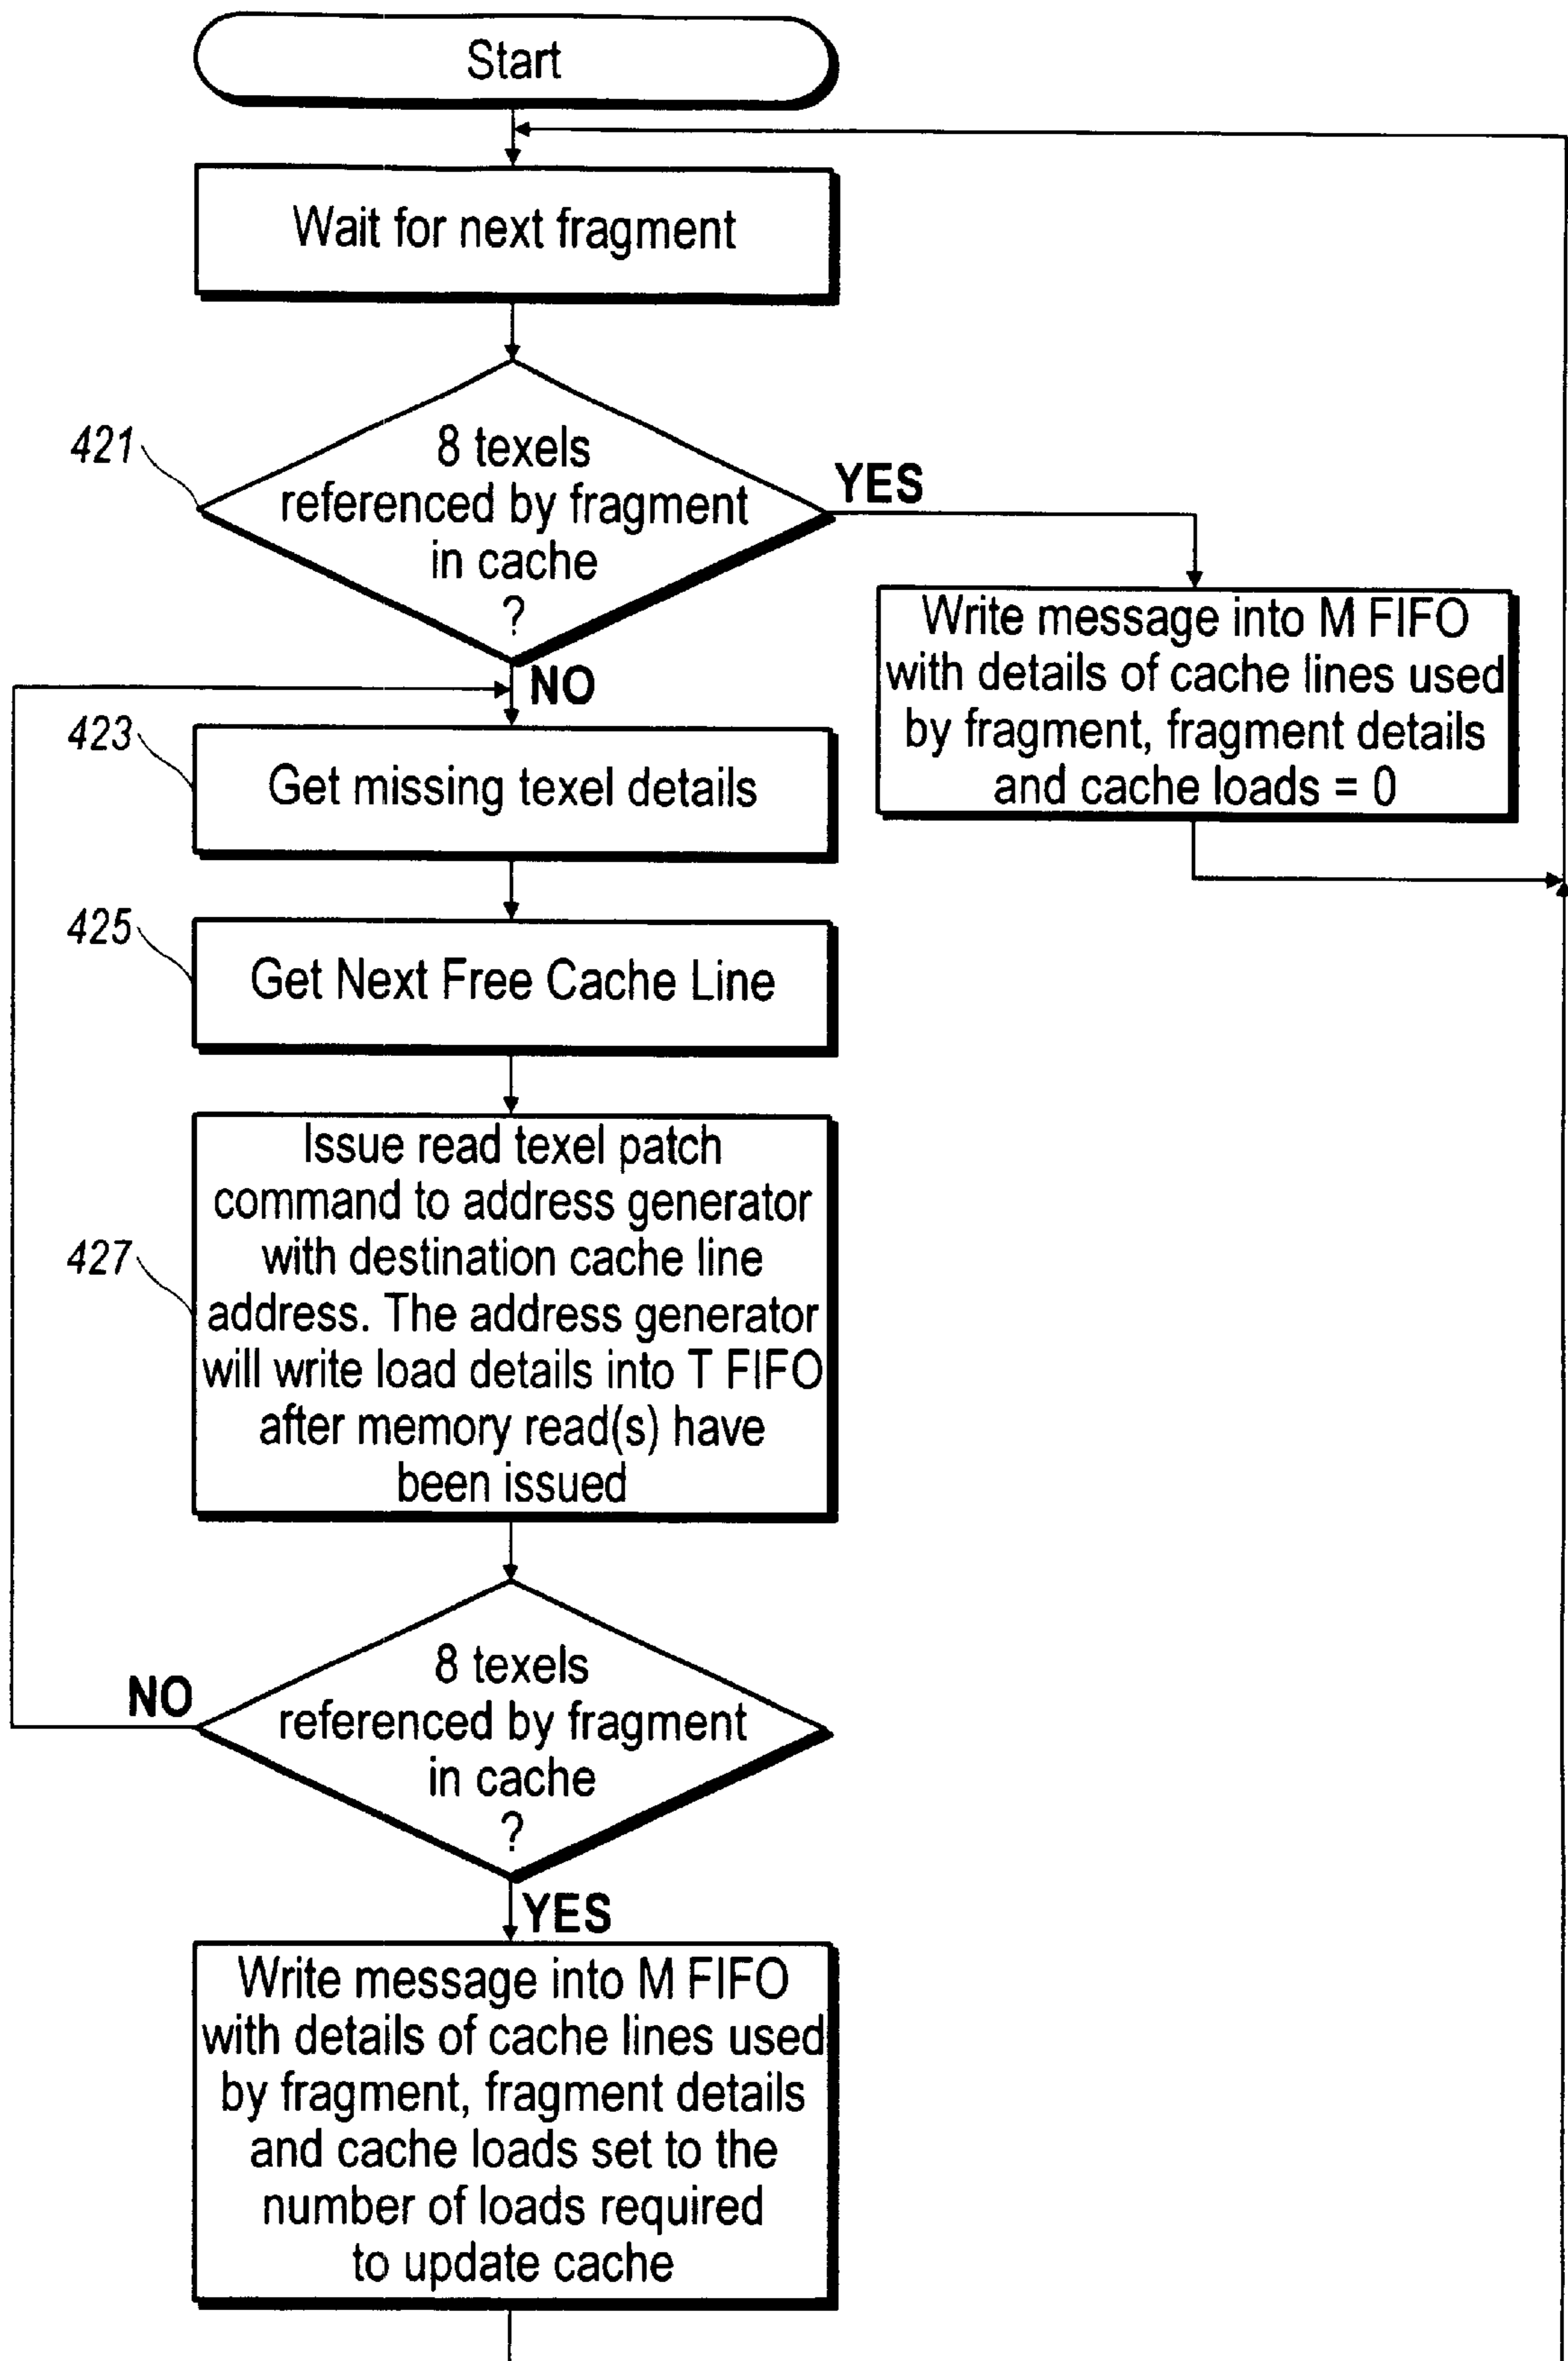 Start
Wait for next fragment
421
8 texels
referenced by fragment
in cache
?
YES
NO
Write message into M FIFO
with details of cache lines used
by fragment, fragment details
and cache loads = 0
423
Get missing texel details
425
Get Next Free Cache Line
427
Issue read texel patch
command to address generator
with destination cache line
address. The address generator
will write load details into T FIFO
after memory read(s) have
been issued
8 texels
referenced by fragment
in cache
?
NO
YES
Write message into M FIFO
with details of cache lines used
by fragment, fragment details
and cache loads set to the
number of loads required
to update cache